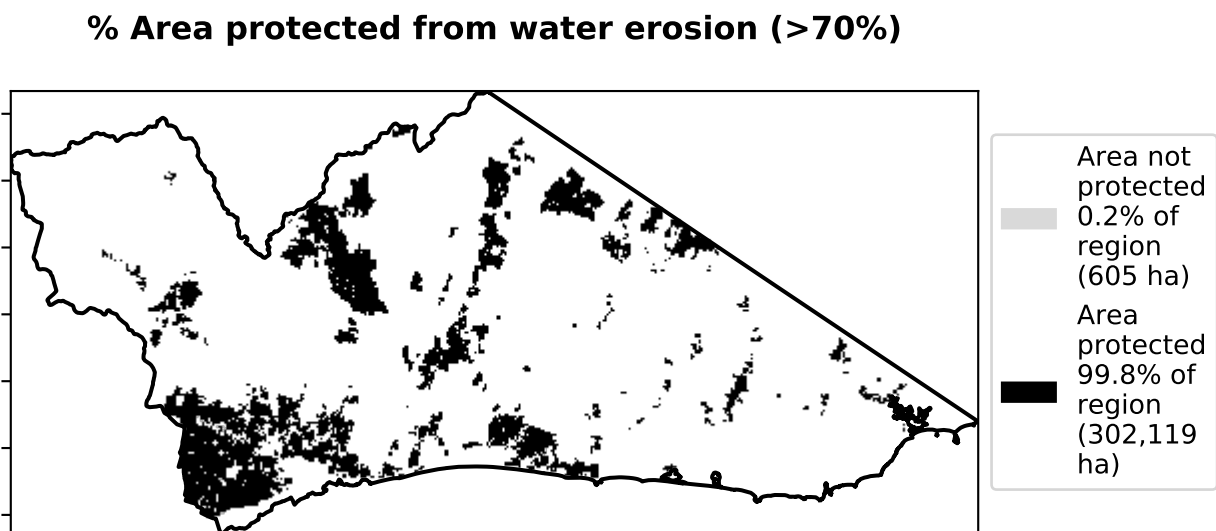 % Area protected from water erosion (>70%)
Area not
protected
0.2% of
region
(605 ha)
Area
protected
99.8% of
region
(302,119
ha)